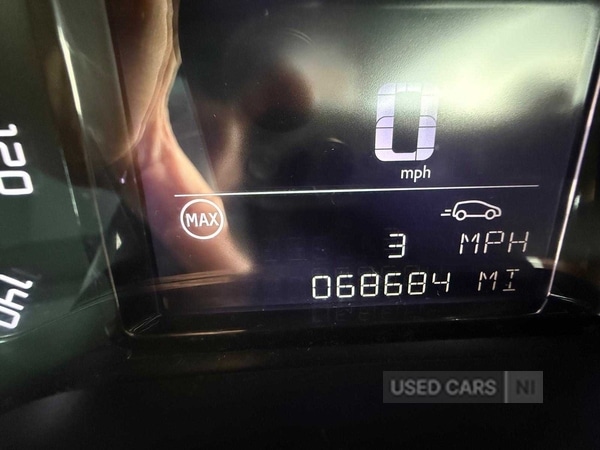 120
140
0
mph
MAX
3 MPH
068684 MI
USED CARS NI